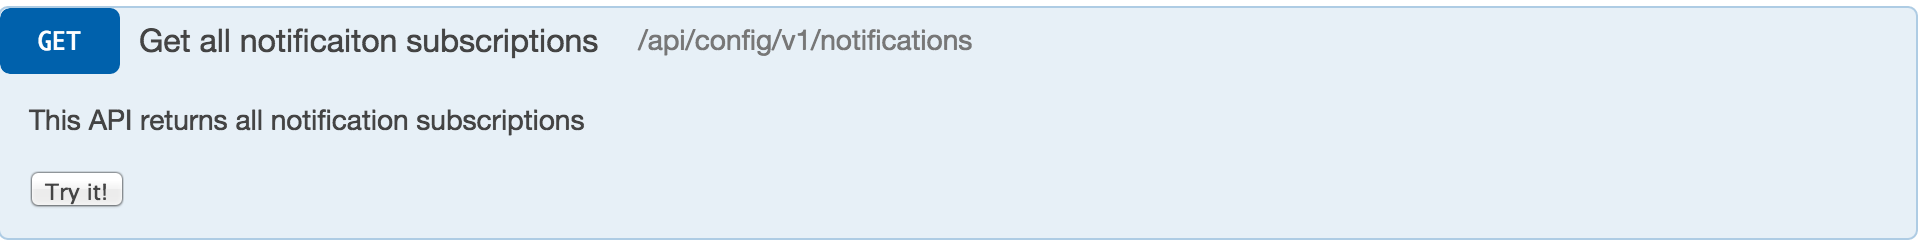 GET Get all notificaiton subscriptions /api/config/v1/notifications
This API returns all notification subscriptions
Try it!